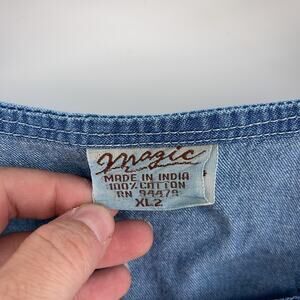 Magic
MADE IN INDIA
100% COTTON
RN 94479
XL2